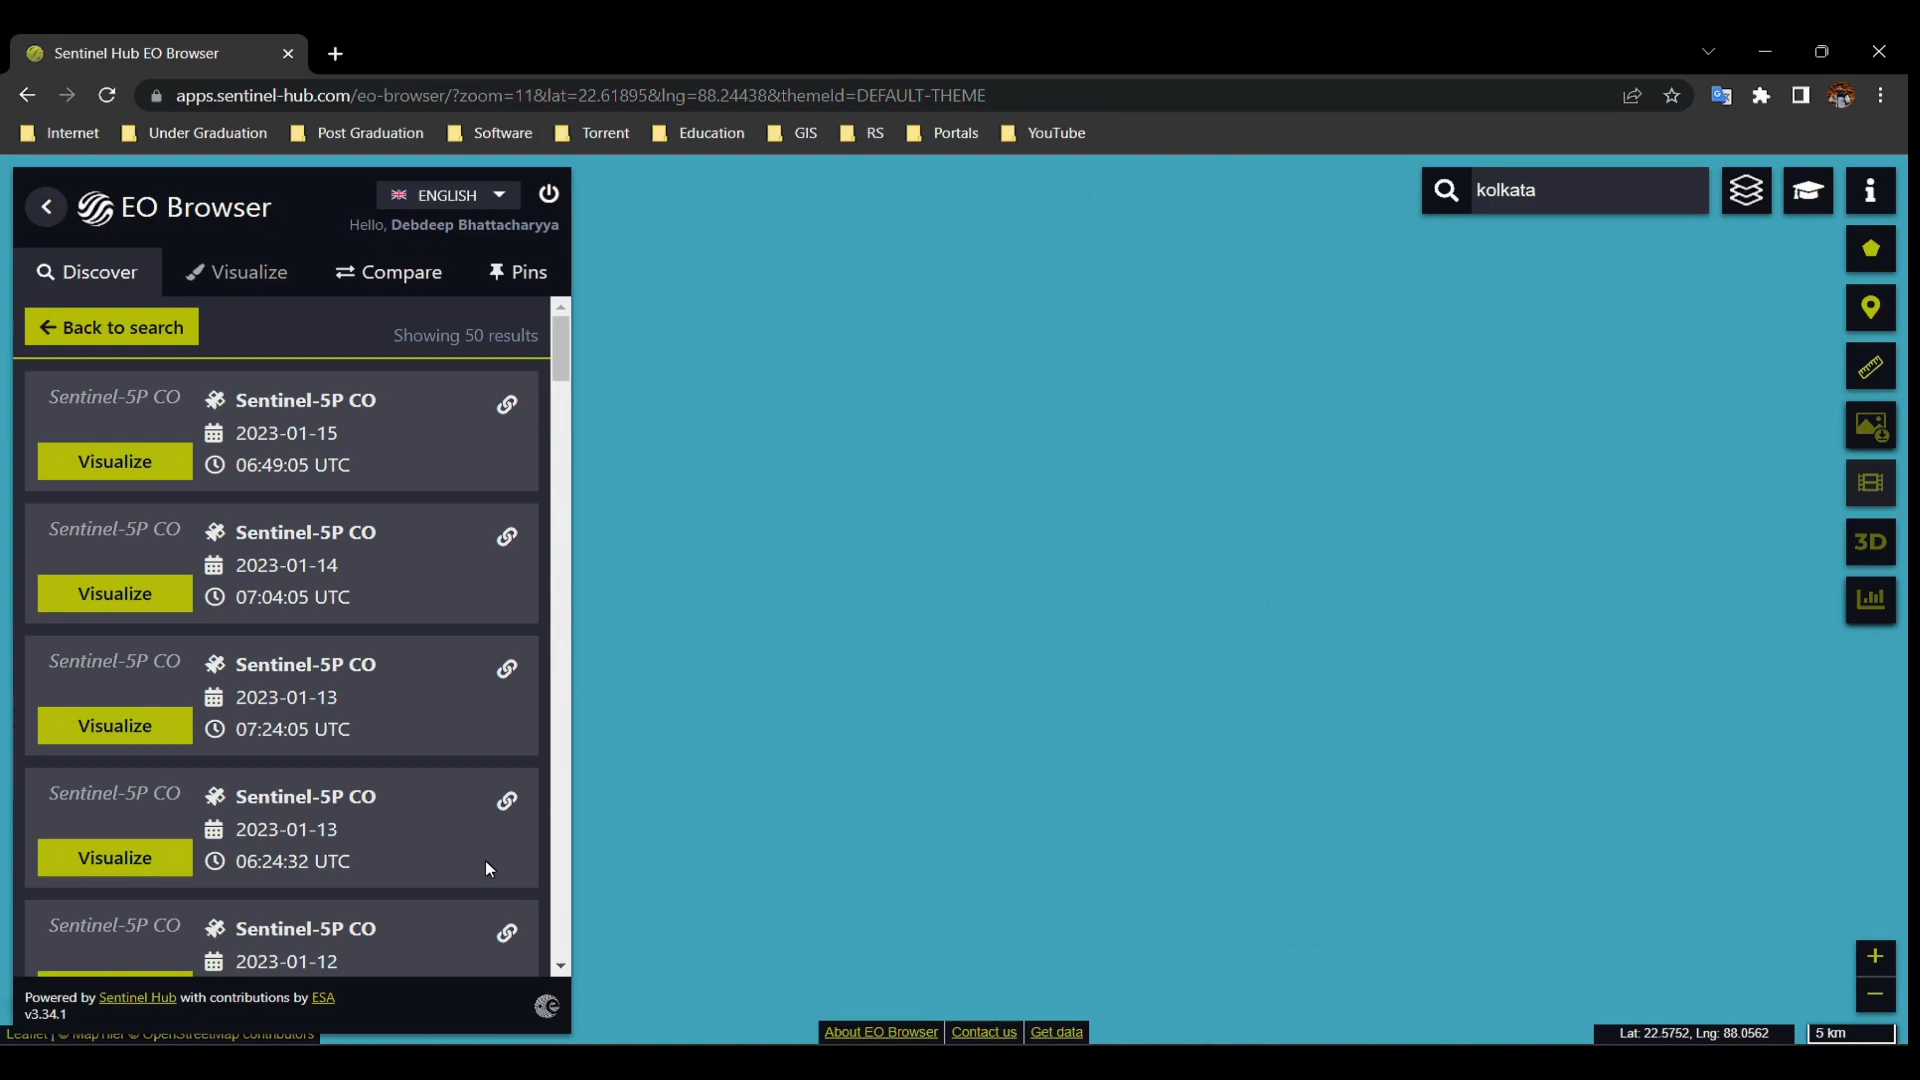 Sentinel Hub EO Browser
apps.sentinel-hub.com/eo-browser/?zoom=11&lat=22.61895&lng=88.24438&themeId=DEFAULT-THEME
Internet Under Graduation Post Graduation Software Torrent Education GIS RS Portals YouTube
EO Browser
ENGLISH
Hello, Debdeep Bhattacharyya
kolkata
Discover Visualize Compare Pins
Back to search
Showing 50 results
Sentinel-5P CO
Sentinel-5P CO
2023-01-15
Visualize
06:49:05 UTC
Sentinel-5P CO
Sentinel-5P CO
2023-01-14
Visualize
07:04:05 UTC
Sentinel-5P CO
Sentinel-5P CO
2023-01-13
Visualize
07:24:05 UTC
Sentinel-5P CO
Sentinel-5P CO
2023-01-13
Visualize
06:24:32 UTC
Sentinel-5P CO
Sentinel-5P CO
2023-01-12
3D
Powered by Sentinel Hub with contributions by ESA
v3.34.1
Leaflet | © MapTiler © OpenStreetMap contributors
About EO Browser Contact us Get data
Lat: 22.5752, Lng: 88.0562
5 km